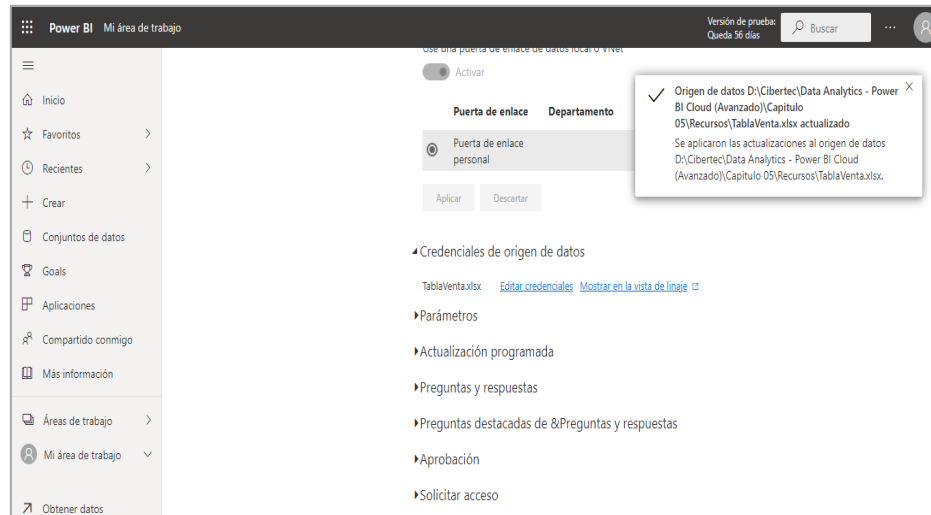 Power BI Mi área de trabajo
Versión de prueba:
Queda 56 días
Buscar
Inicio
Favoritos
Recientes
Crear
Conjuntos de datos
Goals
Aplicaciones
Compartido conmigo
Más información
Áreas de trabajo
Mi área de trabajo
Obtener datos
Use una puerta de enlace de datos local o VNet
Activar
Puerta de enlace Departamento
Puerta de enlace
personal
Aplicar Descartar
Origen de datos D:\Cibertec\Data Analytics - Power
BI Cloud (Avanzado)\Capitulo
05\Recursos\TablaVenta.xlsx actualizado
Se aplicaron las actualizaciones al origen de datos
D:\Cibertec\Data Analytics - Power BI Cloud
(Avanzado)\Capitulo 05\Recursos\TablaVenta.xlsx.
Credenciales de origen de datos
TablaVenta.xlsx Editar credenciales Mostrar en la vista de linaje
Parámetros
Actualización programada
Preguntas y respuestas
Preguntas destacadas de &Preguntas y respuestas
Aprobación
Solicitar acceso